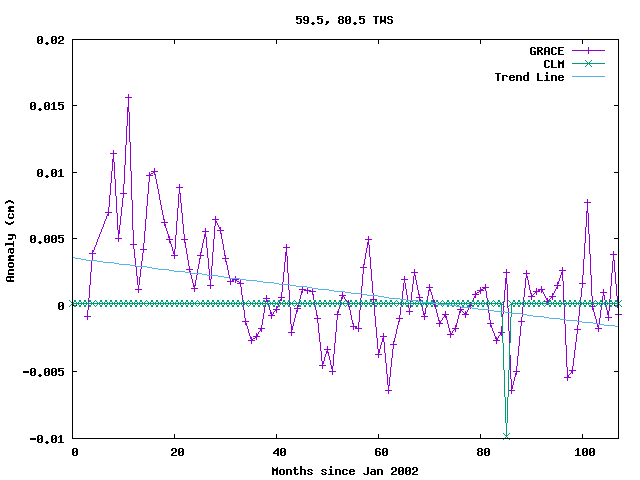 59.5, 80.5 TWS
GRACE
CLM
Trend Line
0.02
0.015
0.01
0.005
0
-0.005
-0.01
Anomaly (cm)
0 20 40 60 80 100
Months since Jan 2002